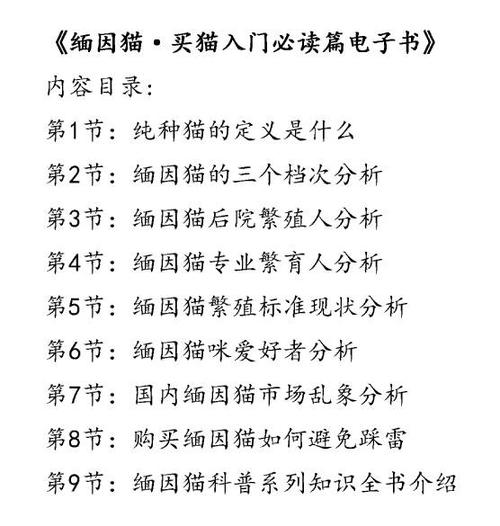 《缅因猫·买猫入门必读篇电子书》
内容目录：
第1节：纯种猫的定义是什么
第2节：缅因猫的三个档次分析
第3节：缅因猫后院繁殖人分析
第4节：缅因猫专业繁育人分析
第5节：缅因猫繁殖标准现状分析
第6节：缅因猫咪爱好者分析
第7节：国内缅因猫市场乱象分析
第8节：购买缅因猫如何避免踩雷
第9节：缅因猫科普系列知识全书介绍